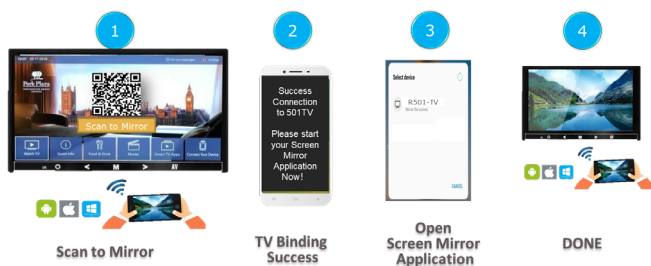 1
2
3
4
Park Plaza
Scan to Mirror
Watch TV
Guest Info
Food & Drink
Movies
Smart TV Apps
Connect Your Device
M
AV
Success
Connection
to 501TV
Please start
your Screen
Mirror
Application
Now!
Select device
R501-TV
Scan to Mirror
TV Binding
Success
Open
Screen Mirror
Application
DONE